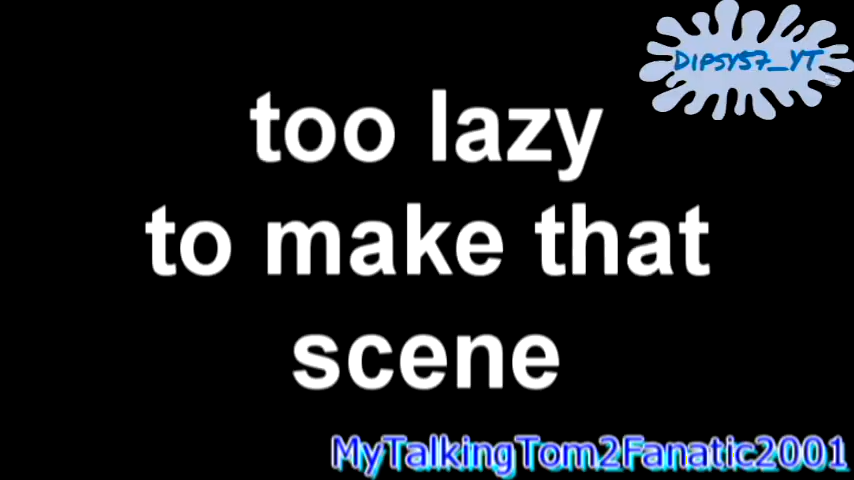 DIPSY57_YT
too lazy
to make that
scene
MyTalkingTom2Fanatic2001